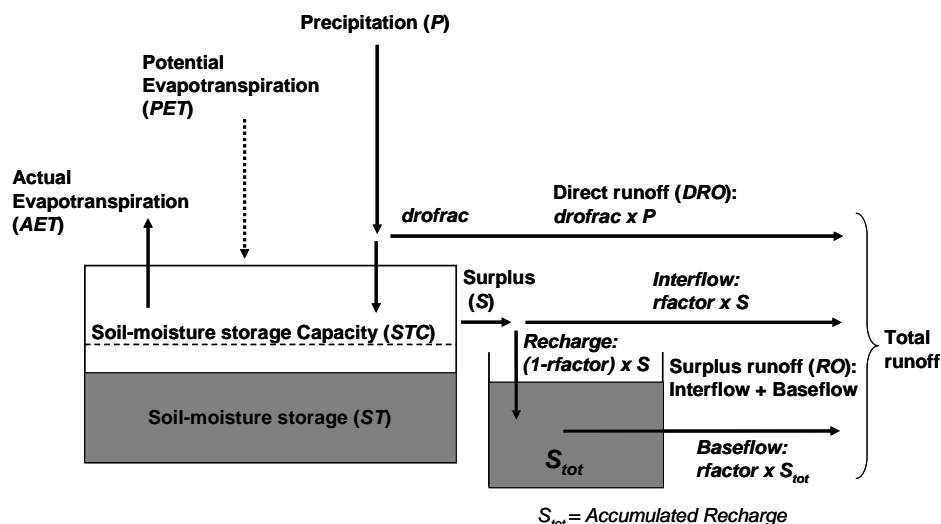 Precipitation (P)
Potential
Evapotranspiration
(PET)
Actual
Evapotranspiration
(AET)
drofrac
Direct runoff (DRO):
drofrac x P
Surplus
(S)
Interflow:
rfactor x S
Soil-moisture storage Capacity (STC)
Recharge:
(1-rfactor) x S
Surplus runoff (RO):
Interflow + Baseflow
Total
runoff
Soil-moisture storage (ST)
Stot
Baseflow:
rfactor x Stot
Stot = Accumulated Recharge